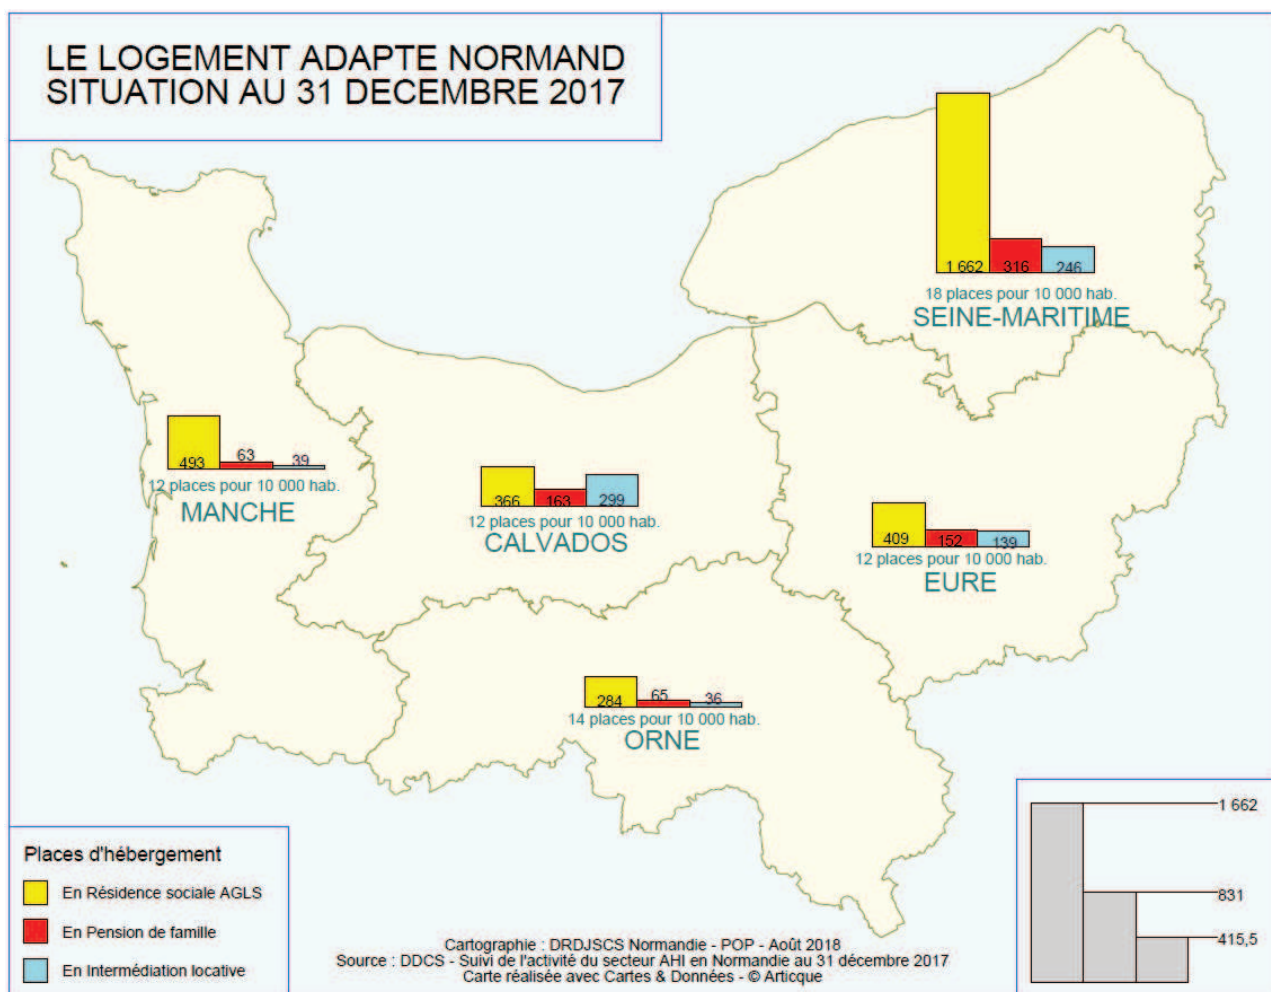 LE LOGEMENT ADAPTE NORMAND
SITUATION AU 31 DECEMBRE 2017
1 662
316
246
18 places pour 10 000 hab.
SEINE-MARITIME
493
63
39
12 places pour 10 000 hab.
MANCHE
366
163
299
12 places pour 10 000 hab.
CALVADOS
409
152
139
12 places pour 10 000 hab.
EURE
284
65
36
14 places pour 10 000 hab.
ORNE
Places d'hébergement
En Résidence sociale AGLS
En Pension de famille
En Intermédiation locative
Cartographie : DRDJSCS Normandie - POP - Août 2018
Source : DDCS - Suivi de l'activité du secteur AHI en Normandie au 31 décembre 2017
Carte réalisée avec Cartes & Données - © Articque
1 662
831
415,5